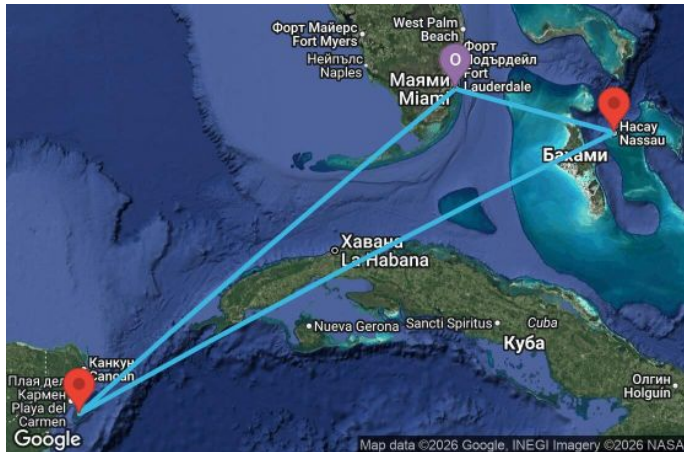 Форт Майерс
Fort Myers
West Palm
Beach
Нейпълс
Naples
О
Форт
Лодърдейл
Fort
Lauderdale
Маями
Miami
Насау
Nassau
Бахами
Хавана
La Habana
Nueva Gerona
Sancti Spiritus
Cuba
Куба
Олгин
Holguin
Канкун
Cancún
Плая дел
Кармен
Playa del
Carmen
Google
Map data ©2026 Google, INEGI Imagery ©2026 NASA